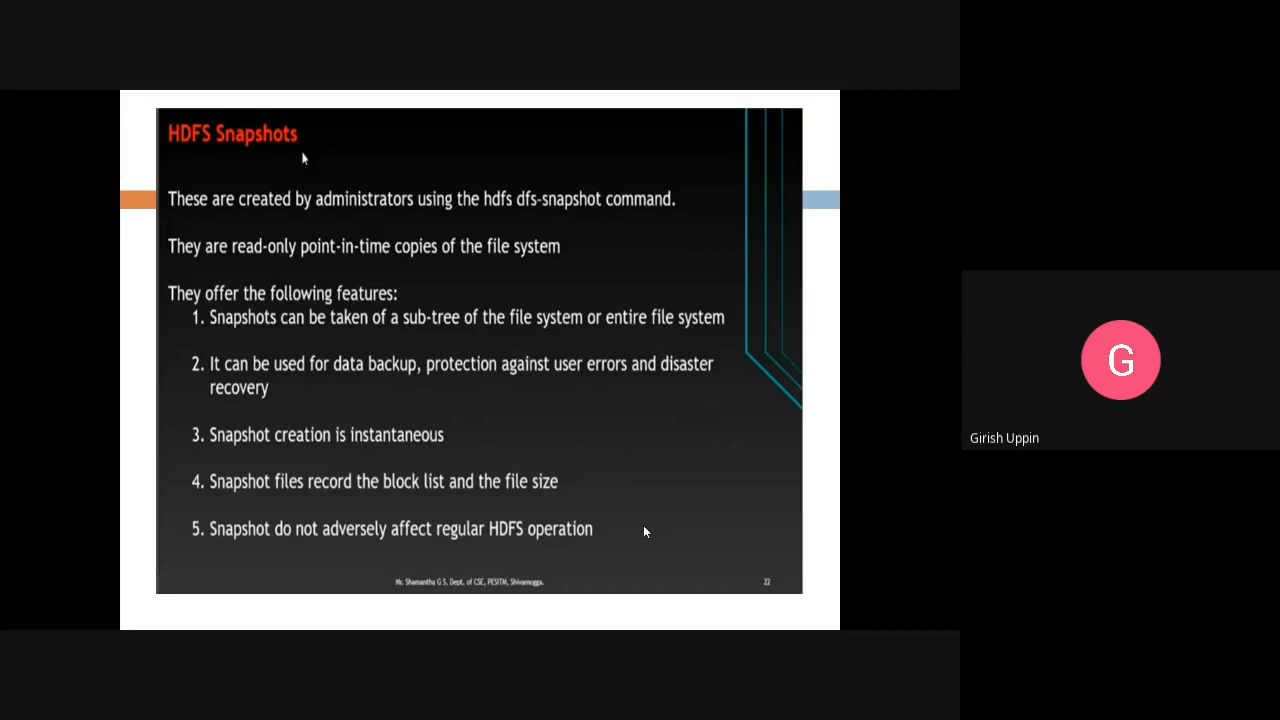 HDFS Snapshots
These are created by administrators using the hdfs dfs-snapshot command.
They are read-only point-in-time copies of the file system
They offer the following features:
1. Snapshots can be taken of a sub-tree of the file system or entire file system
2. It can be used for data backup, protection against user errors and disaster
recovery
3. Snapshot creation is instantaneous
4. Snapshot files record the block list and the file size
5. Snapshot do not adversely affect regular HDFS operation
Mr. Shamantha G S, Dept. of CSE, PESITM, Shivamogga.
22
G
Girish Uppin